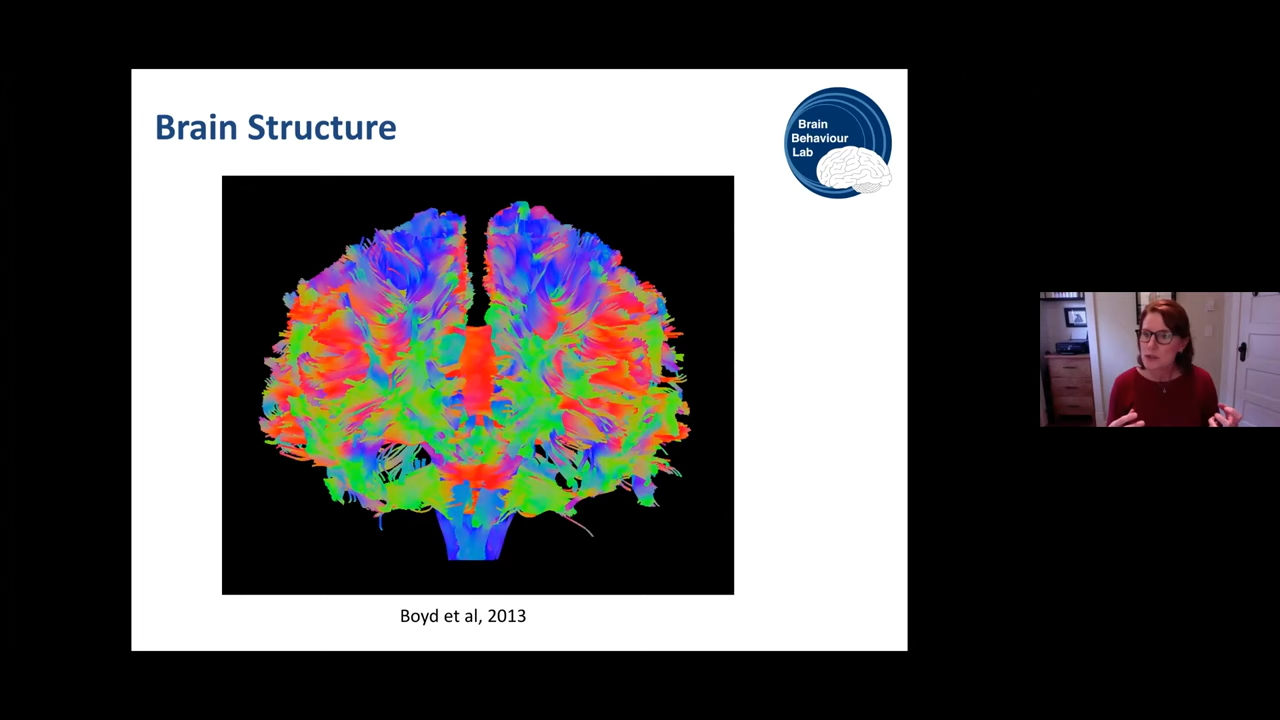 Brain Structure
Brain
Behaviour
Lab
Boyd et al, 2013